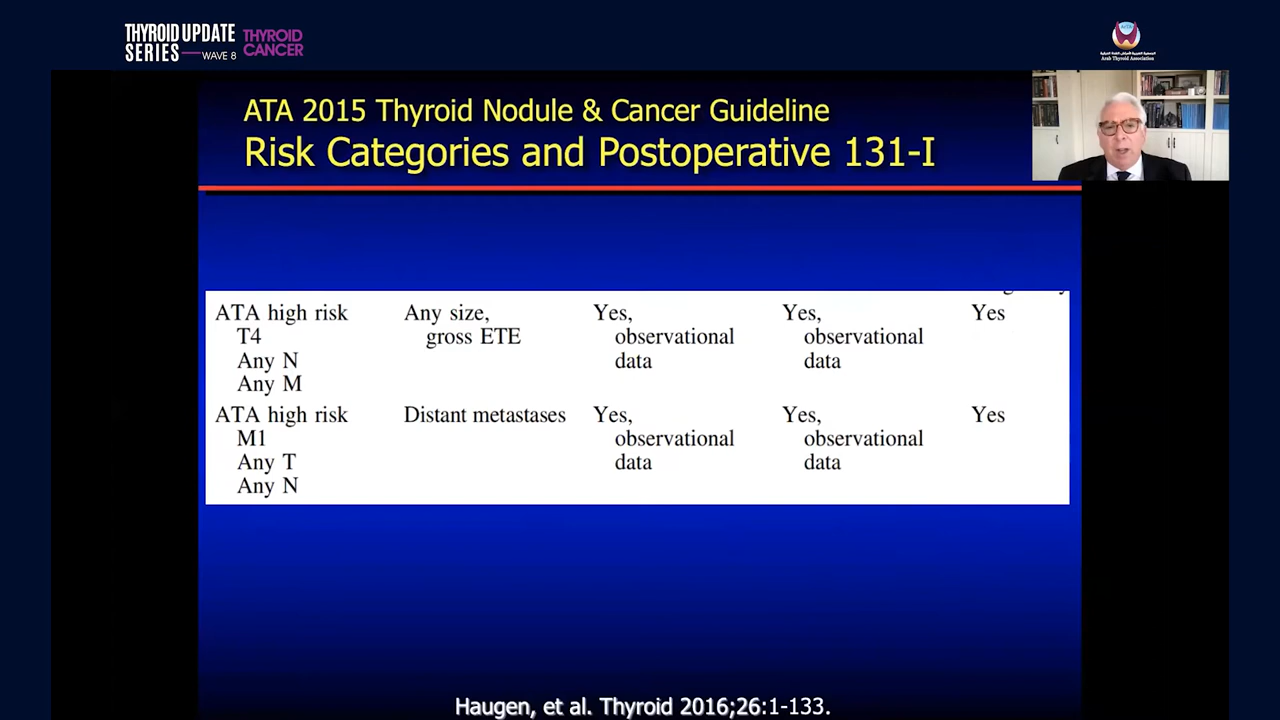 THYROID UPDATE
SERIES — WAVE 8
THYROID
CANCER
Arab Thyroid Association
ATA 2015 Thyroid Nodule & Cancer Guideline
Risk Categories and Postoperative 131-I
ATA high risk Any size, Yes, Yes, Yes
T4 gross ETE observational observational
Any N data data
Any M
ATA high risk Distant metastases Yes, Yes, Yes
M1 observational observational
Any T data data
Any N
Haugen, et al. Thyroid 2016;26:1-133.